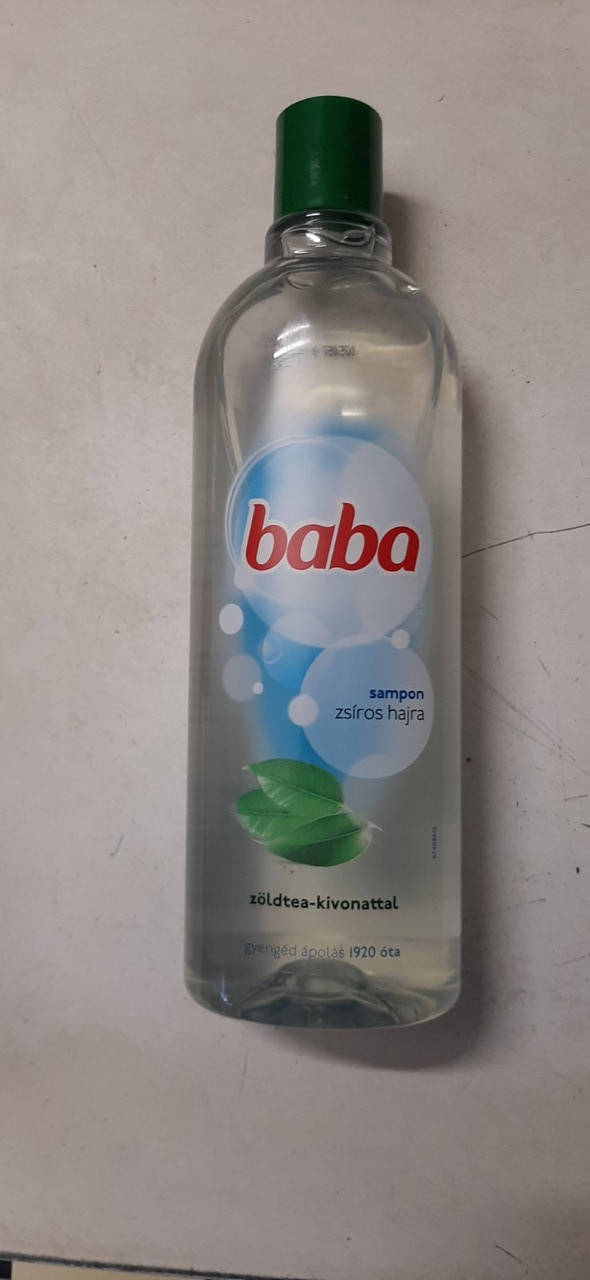 baba
sampon
zsíros hajra
zöldtea-kivonattal
gyengéd ápolás 1920 óta